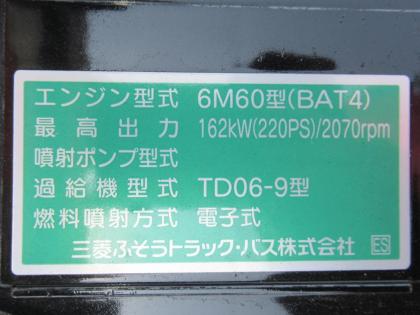 エンジン型式 6M60型(BAT4)
最高出力 162kW(220PS)/2070rpm
噴射ポンプ型式
過給機型式 TD06-9型
燃料噴射方式 電子式
三菱ふそうトラック・バス株式会社 ES